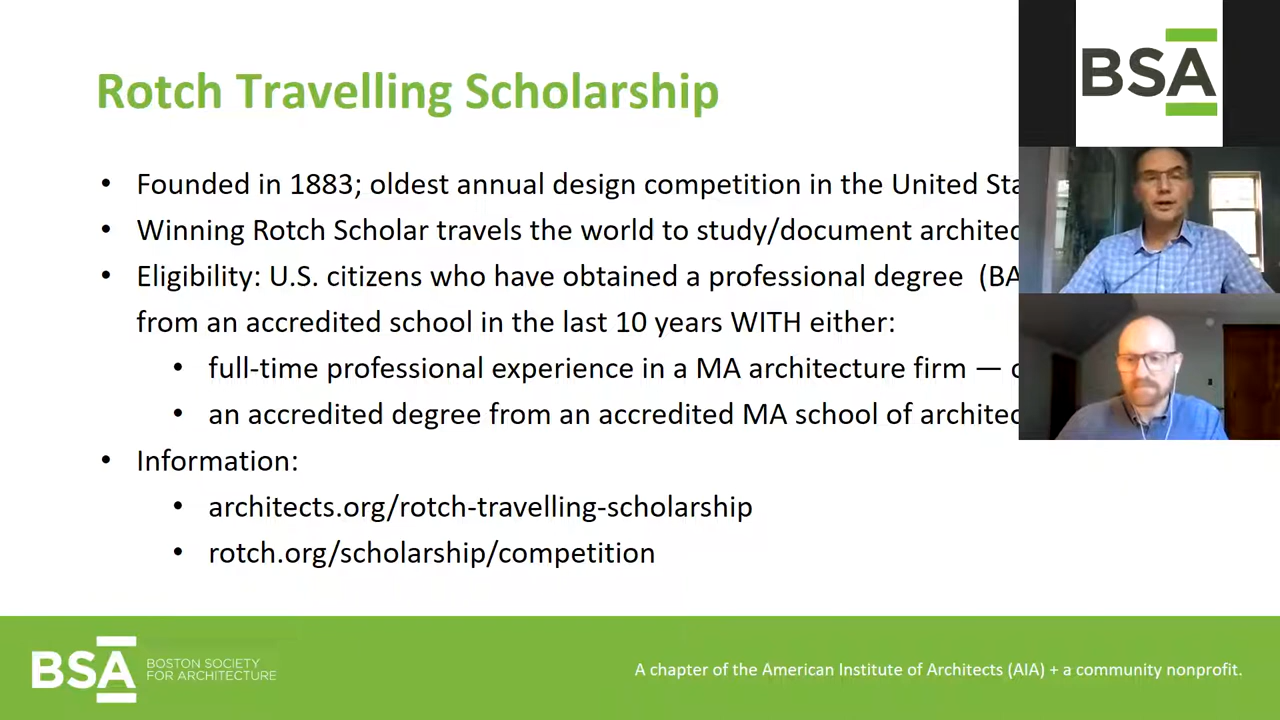 Rotch Travelling Scholarship
• Founded in 1883; oldest annual design competition in the United
• Winning Rotch Scholar travels the world to study/document
• Eligibility: U.S. citizens who have obtained a professional degree
from an accredited school in the last 10 years WITH either:
• full-time professional experience in a MA architecture firm —
• an accredited degree from an accredited MA school of
• Information:
• architects.org/rotch-travelling-scholarship
• rotch.org/scholarship/competition
BSA
BSA
BOSTON SOCIETY
FOR ARCHITECTURE
A chapter of the American Institute of Architects (AIA) + a community nonprofit.